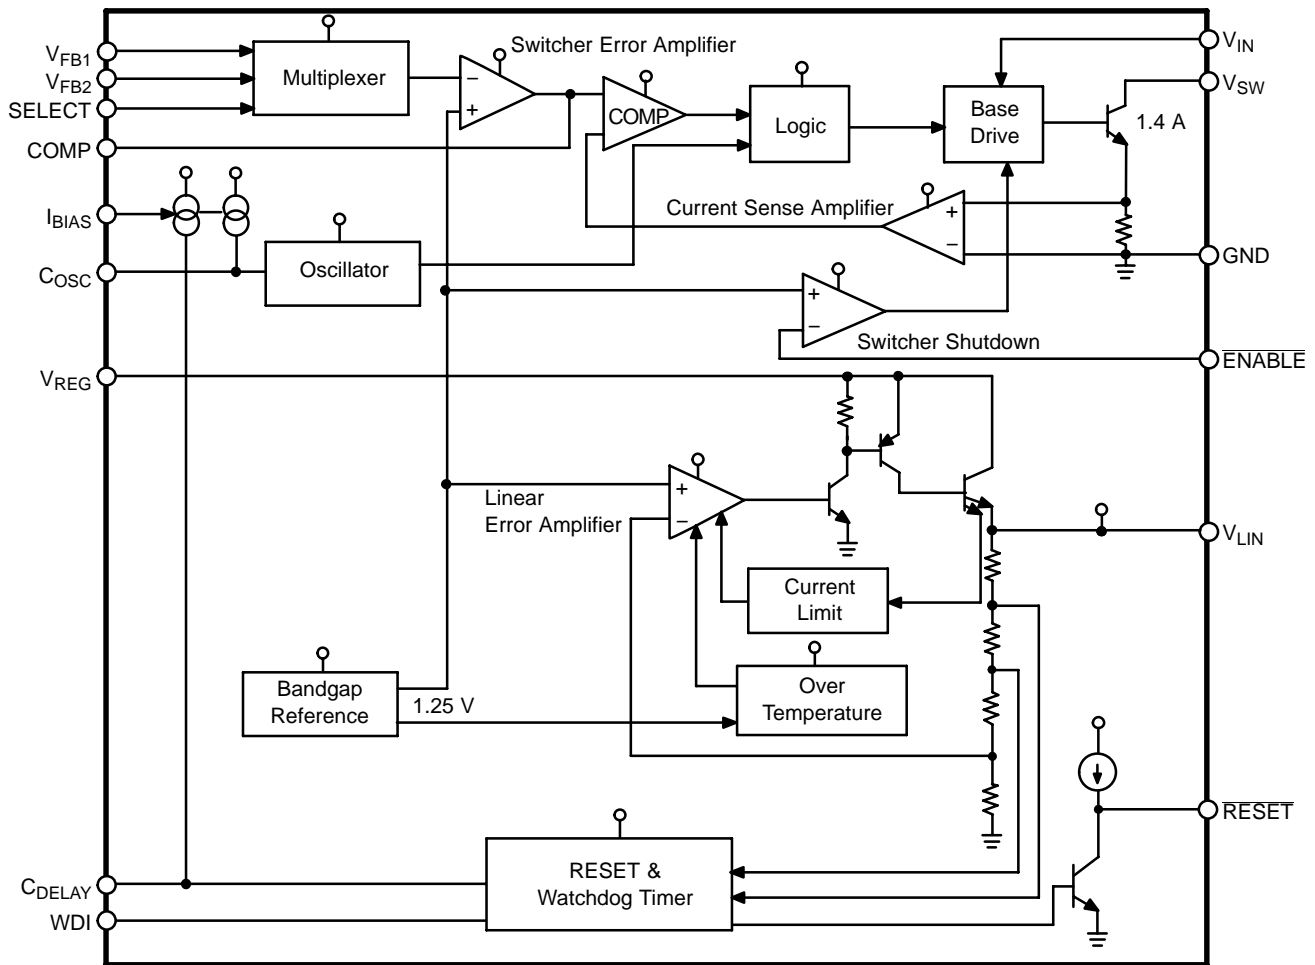 VFB1
VFB2
SELECT
COMP
IBIAS
COSC
VREG
CDELAY
WDI
Multiplexer
Switcher Error Amplifier
−
+
COMP
Logic
Base
Drive
1.4 A
VIN
VSW
Current Sense Amplifier
+
−
GND
Oscillator
+
−
Switcher Shutdown
ENABLE
Linear
Error Amplifier
+
−
VLIN
Current
Limit
Bandgap
Reference
1.25 V
Over
Temperature
RESET
RESET &
Watchdog Timer